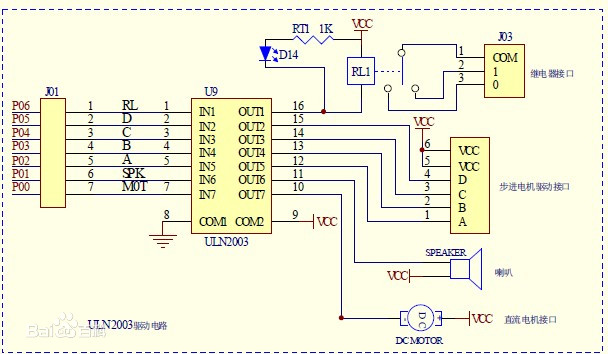 VCC
RT1 1K
D14
RL1
J03
1 COM
2 1
3 0
继电器接口
J01
U9
P06 1 RL 1 IN1 OUT1 16
P05 2 D 2 IN2 OUT2 15
P04 3 C 3 IN3 OUT3 14
P03 4 B 4 IN4 OUT4 13
P02 5 A 5 IN5 OUT5 12
P01 6 SPK 6 IN6 OUT6 11
P00 7 M0T 7 IN7 OUT7 10
8 COM1 COM2 9 VCC
ULN2003
VCC
6 VCC
5 VCC
4 D
3 C
2 B
1 A
步进电机驱动接口
SPEAKER
VCC
喇叭
DC
VCC
直流电机接口
DC MOTOR
ULN2003驱动电路
Bai百科